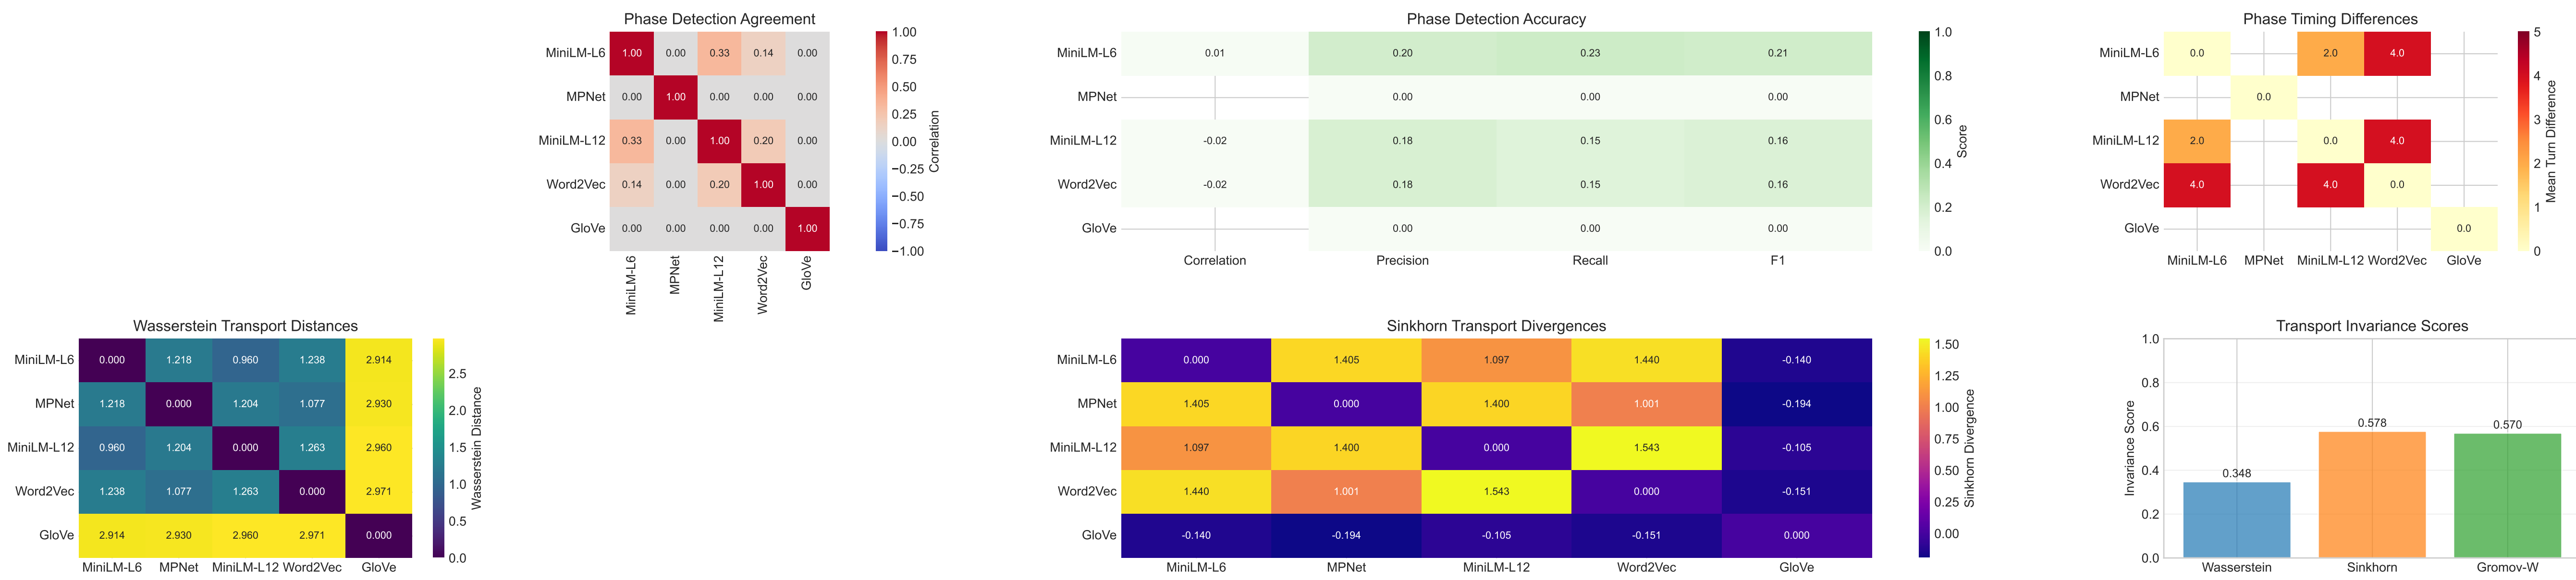 Phase Detection Agreement
MiniLM-L6 1.00 0.00 0.33 0.14 0.00
MPNet 0.00 1.00 0.00 0.00 0.00
MiniLM-L12 0.33 0.00 1.00 0.20 0.00
Word2Vec 0.14 0.00 0.20 1.00 0.00
GloVe 0.00 0.00 0.00 0.00 1.00
MiniLM-L6 MPNet MiniLM-L12 Word2Vec GloVe
1.00
0.75
0.50
0.25
0.00
−0.25
−0.50
−0.75
−1.00
Correlation
Phase Detection Accuracy
MiniLM-L6 0.01 0.20 0.23 0.21
MPNet 0.00 0.00 0.00
MiniLM-L12 -0.02 0.18 0.15 0.16
Word2Vec -0.02 0.18 0.15 0.16
GloVe 0.00 0.00 0.00
Correlation Precision Recall F1
1.0
0.8
0.6
0.4
0.2
0.0
Score
Phase Timing Differences
MiniLM-L6 0.0 2.0 4.0
MPNet 0.0
MiniLM-L12 2.0 0.0 4.0
Word2Vec 4.0 4.0 0.0
GloVe 0.0
MiniLM-L6 MPNet MiniLM-L12 Word2Vec GloVe
5
4
3
2
1
0
Mean Turn Difference
Wasserstein Transport Distances
MiniLM-L6 0.000 1.218 0.960 1.238 2.914
MPNet 1.218 0.000 1.204 1.077 2.930
MiniLM-L12 0.960 1.204 0.000 1.263 2.960
Word2Vec 1.238 1.077 1.263 0.000 2.971
GloVe 2.914 2.930 2.960 2.971 0.000
MiniLM-L6 MPNet MiniLM-L12 Word2Vec GloVe
2.5
2.0
1.5
1.0
0.5
0.0
Wasserstein Distance
Sinkhorn Transport Divergences
MiniLM-L6 0.000 1.405 1.097 1.440 -0.140
MPNet 1.405 0.000 1.400 1.001 -0.194
MiniLM-L12 1.097 1.400 0.000 1.543 -0.105
Word2Vec 1.440 1.001 1.543 0.000 -0.151
GloVe -0.140 -0.194 -0.105 -0.151 0.000
MiniLM-L6 MPNet MiniLM-L12 Word2Vec GloVe
1.50
1.25
1.00
0.75
0.50
0.25
0.00
Sinkhorn Divergence
Transport Invariance Scores
1.0
0.8
0.6
0.4
0.2
0.0
Invariance Score
0.348 0.578 0.570
Wasserstein Sinkhorn Gromov-W